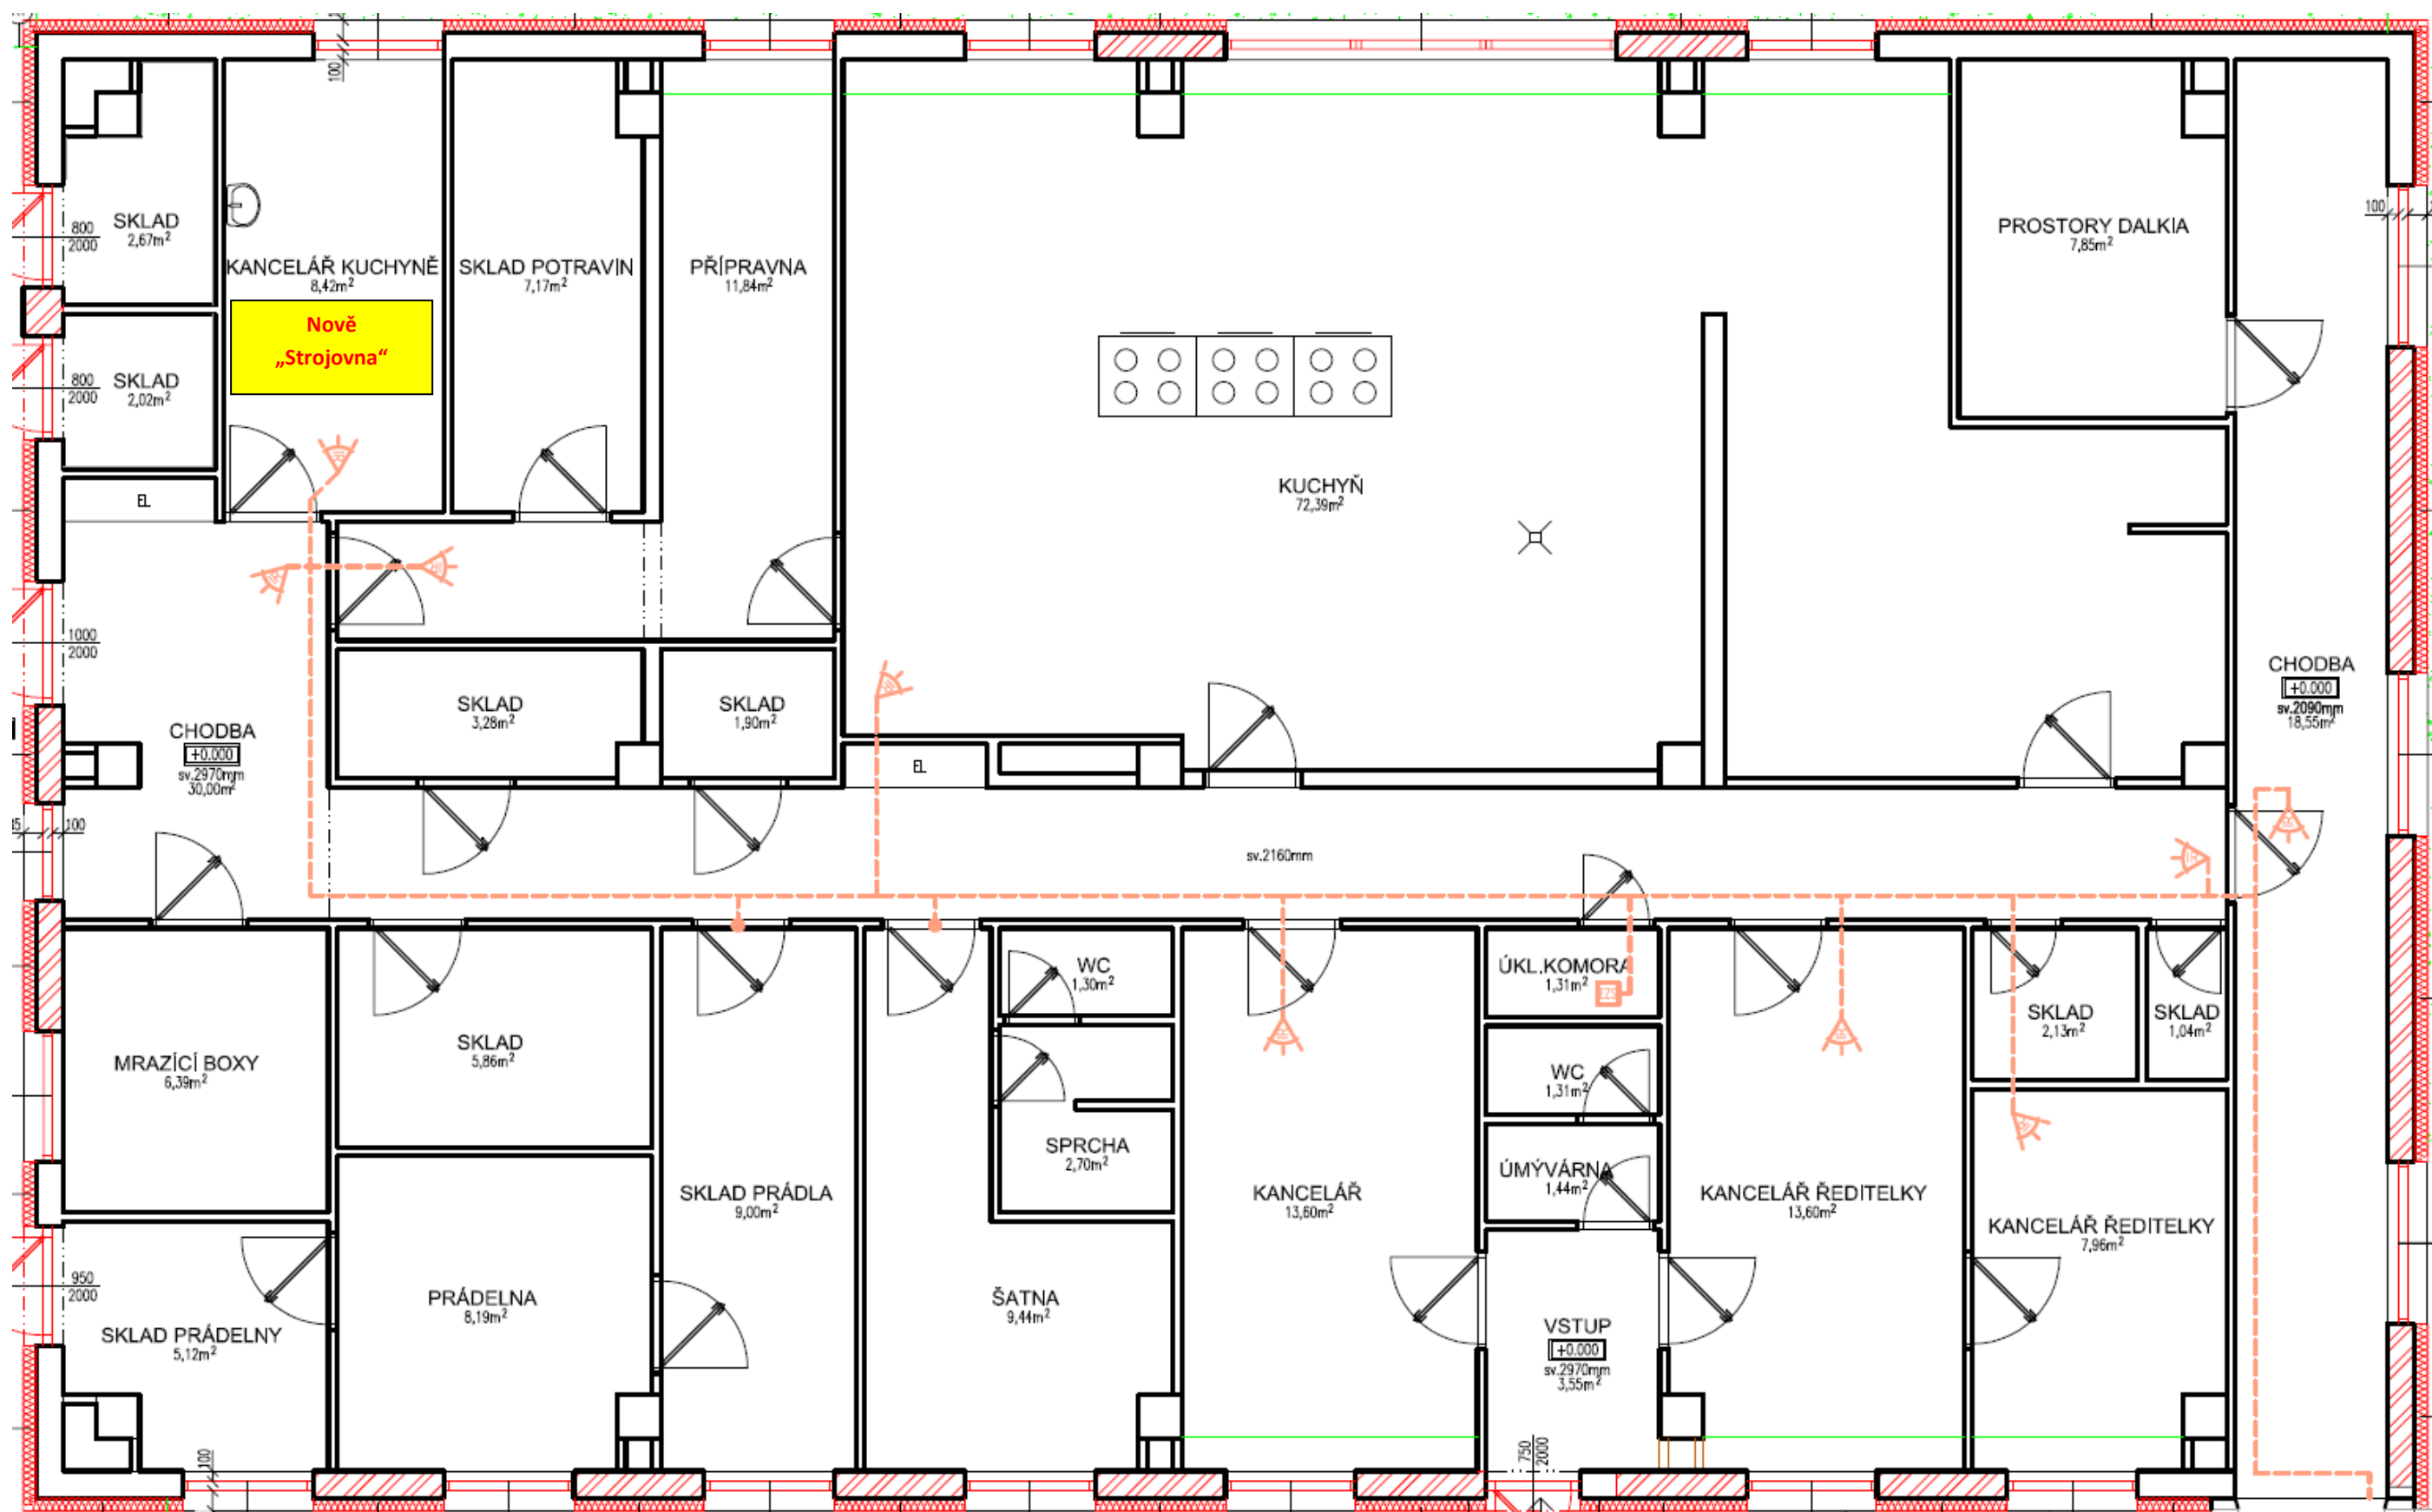 100
SKLAD
2,67m²
800
2000
KANCELÁŘ KUCHYNĚ
8,42m²
Nově
„Strojovna“
SKLAD POTRAVIN
7,17m²
PŘÍPRAVNA
11,84m²
PROSTORY DALKIA
7,85m²
100
SKLAD
2,02m²
800
2000
EL
KUCHYŇ
72,39m²
1000
2000
CHODBA
+0.000
sv.2970mm
30,00m²
SKLAD
3,28m²
SKLAD
1,90m²
EL
CHODBA
+0.000
sv.2090mm
18,55m²
100
sv.2160mm
MRAZÍCÍ BOXY
6,39m²
SKLAD
5,86m²
WC
1,30m²
ÚKL.KOMORA
1,31m²
SKLAD
2,13m²
SKLAD
1,04m²
WC
1,31m²
SPRCHA
2,70m²
ÚMÝVÁRNA
1,44m²
SKLAD PRÁDLA
9,00m²
KANCELÁŘ
13,60m²
KANCELÁŘ ŘEDITELKY
13,60m²
KANCELÁŘ ŘEDITELKY
7,96m²
950
2000
SKLAD PRÁDELNY
5,12m²
PRÁDELNA
8,19m²
ŠATNA
9,44m²
VSTUP
+0.000
sv.2970mm
3,55m²
100
750
2000